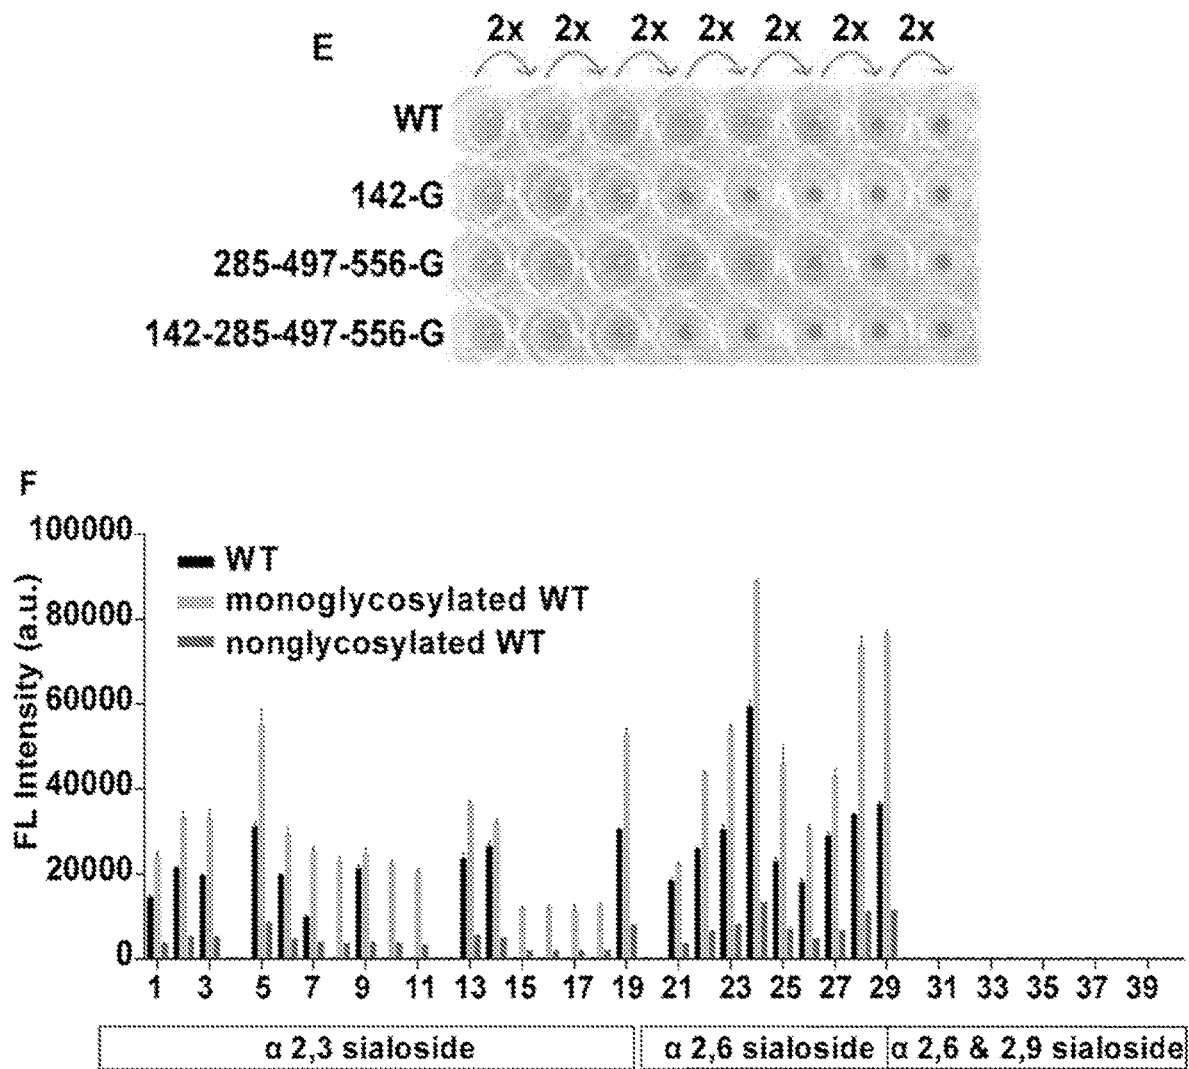 E
2x 2x 2x 2x 2x 2x 2x
WT
142-G
285-497-556-G
142-285-497-556-G
F
FL Intensity (a.u.)
100000
80000
60000
40000
20000
0
WT
monoglycosylated WT
nonglycosylated WT
1 3 5 7 9 11 13 15 17 19 21 23 25 27 29 31 33 35 37 39
α 2,3 sialoside
α 2,6 sialoside
α 2,6 & 2,9 sialoside